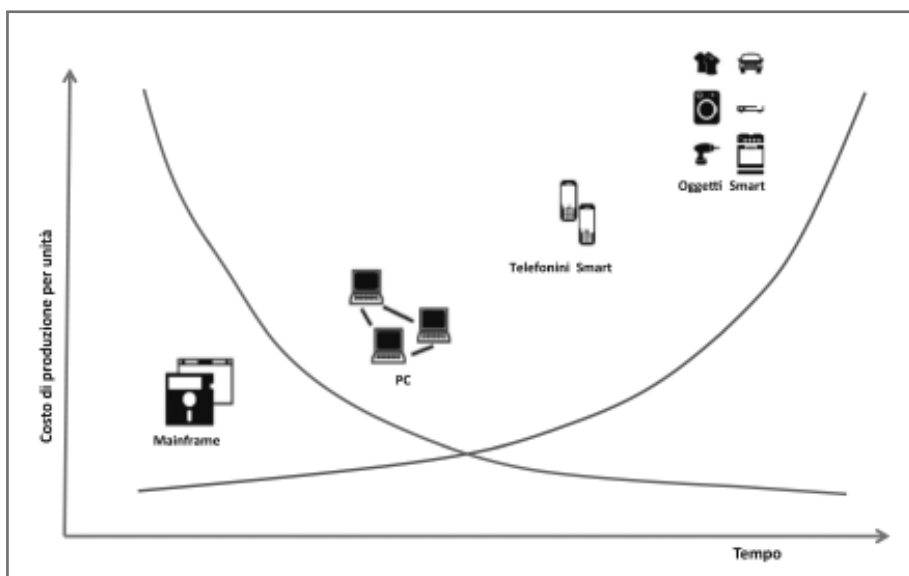 Oggetti Smart
Telefonini Smart
PC
Mainframe
Costo di produzione per unità
Tempo